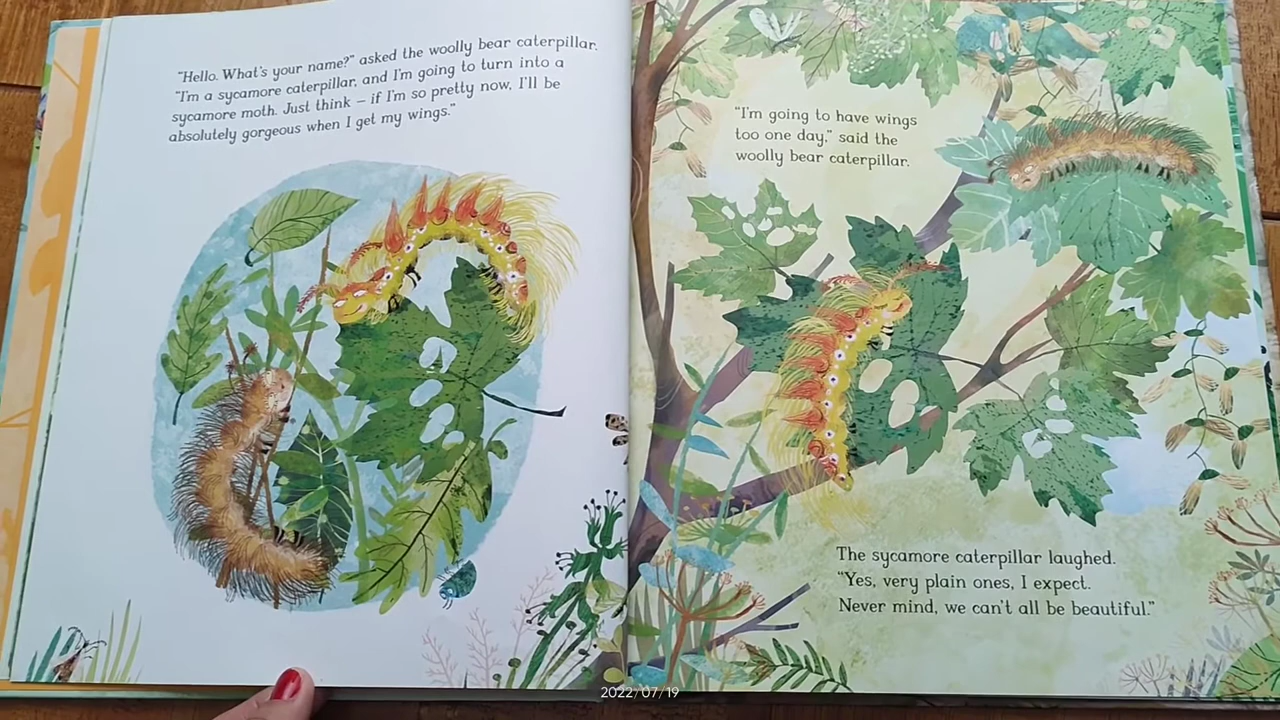 "Hello. What's your name?" asked the woolly bear caterpillar.
"I'm a sycamore caterpillar, and I'm going to turn into a
sycamore moth. Just think – if I'm so pretty now, I'll be
absolutely gorgeous when I get my wings."
"I'm going to have wings
too one day," said the
woolly bear caterpillar.
The sycamore caterpillar laughed.
"Yes, very plain ones, I expect.
Never mind, we can't all be beautiful."
2022/07/19